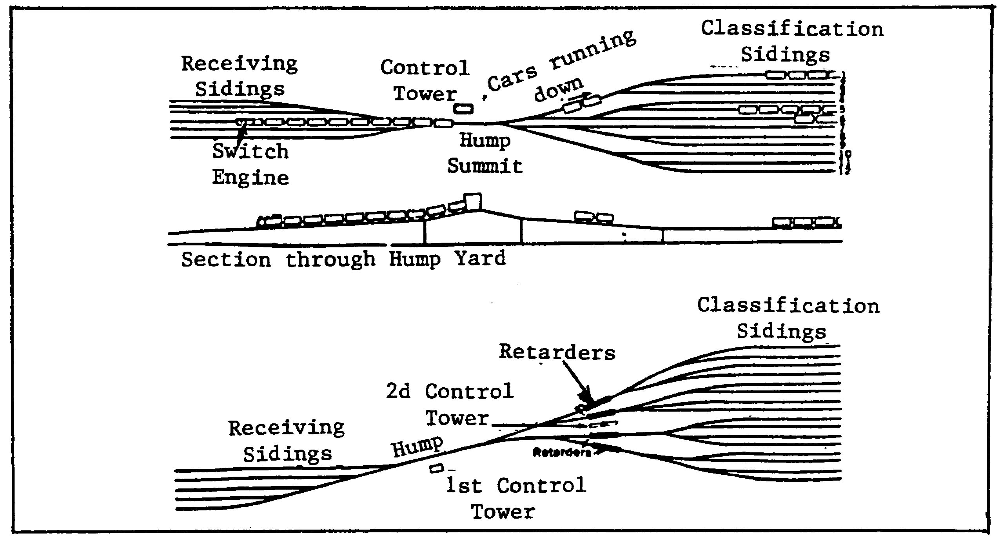 Classification
Sidings
Receiving
Sidings
Control
Tower
Cars running
down
Switch
Engine
Hump
Summit
Section through Hump Yard
Classification
Sidings
Retarders
2d Control
Tower
Receiving
Sidings
Hump
Retarders
1st Control
Tower